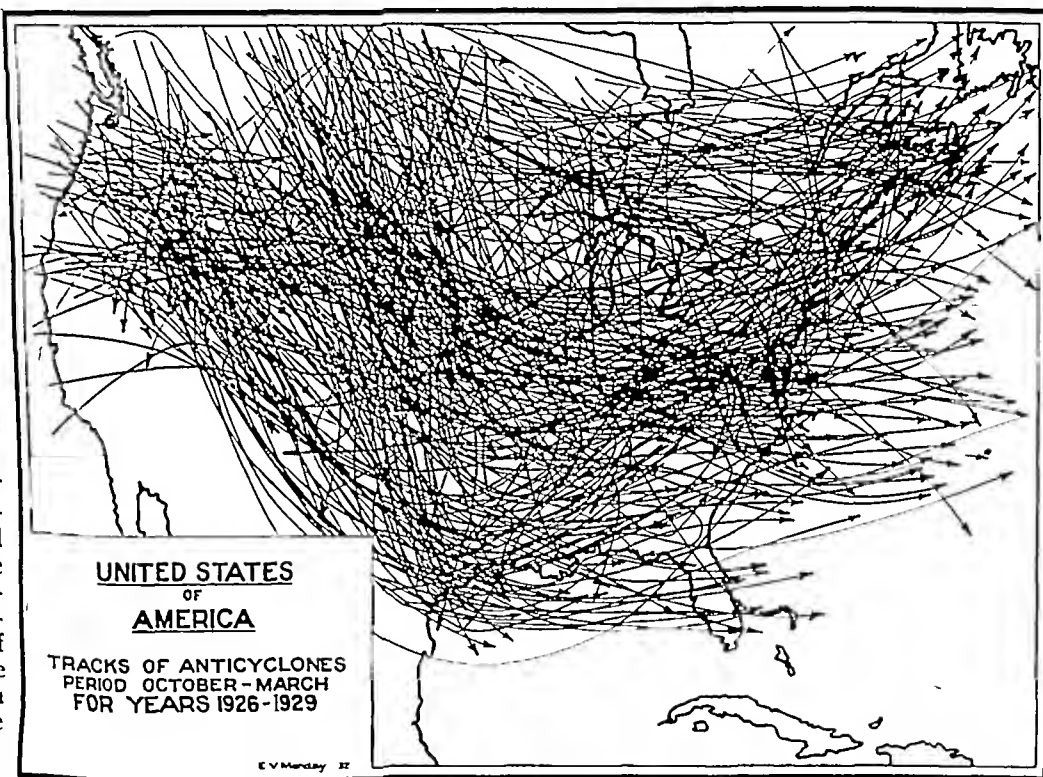 UNITED STATES
OF
AMERICA
TRACKS OF ANTICYCLONES
PERIOD OCTOBER-MARCH
FOR YEARS 1926-1929